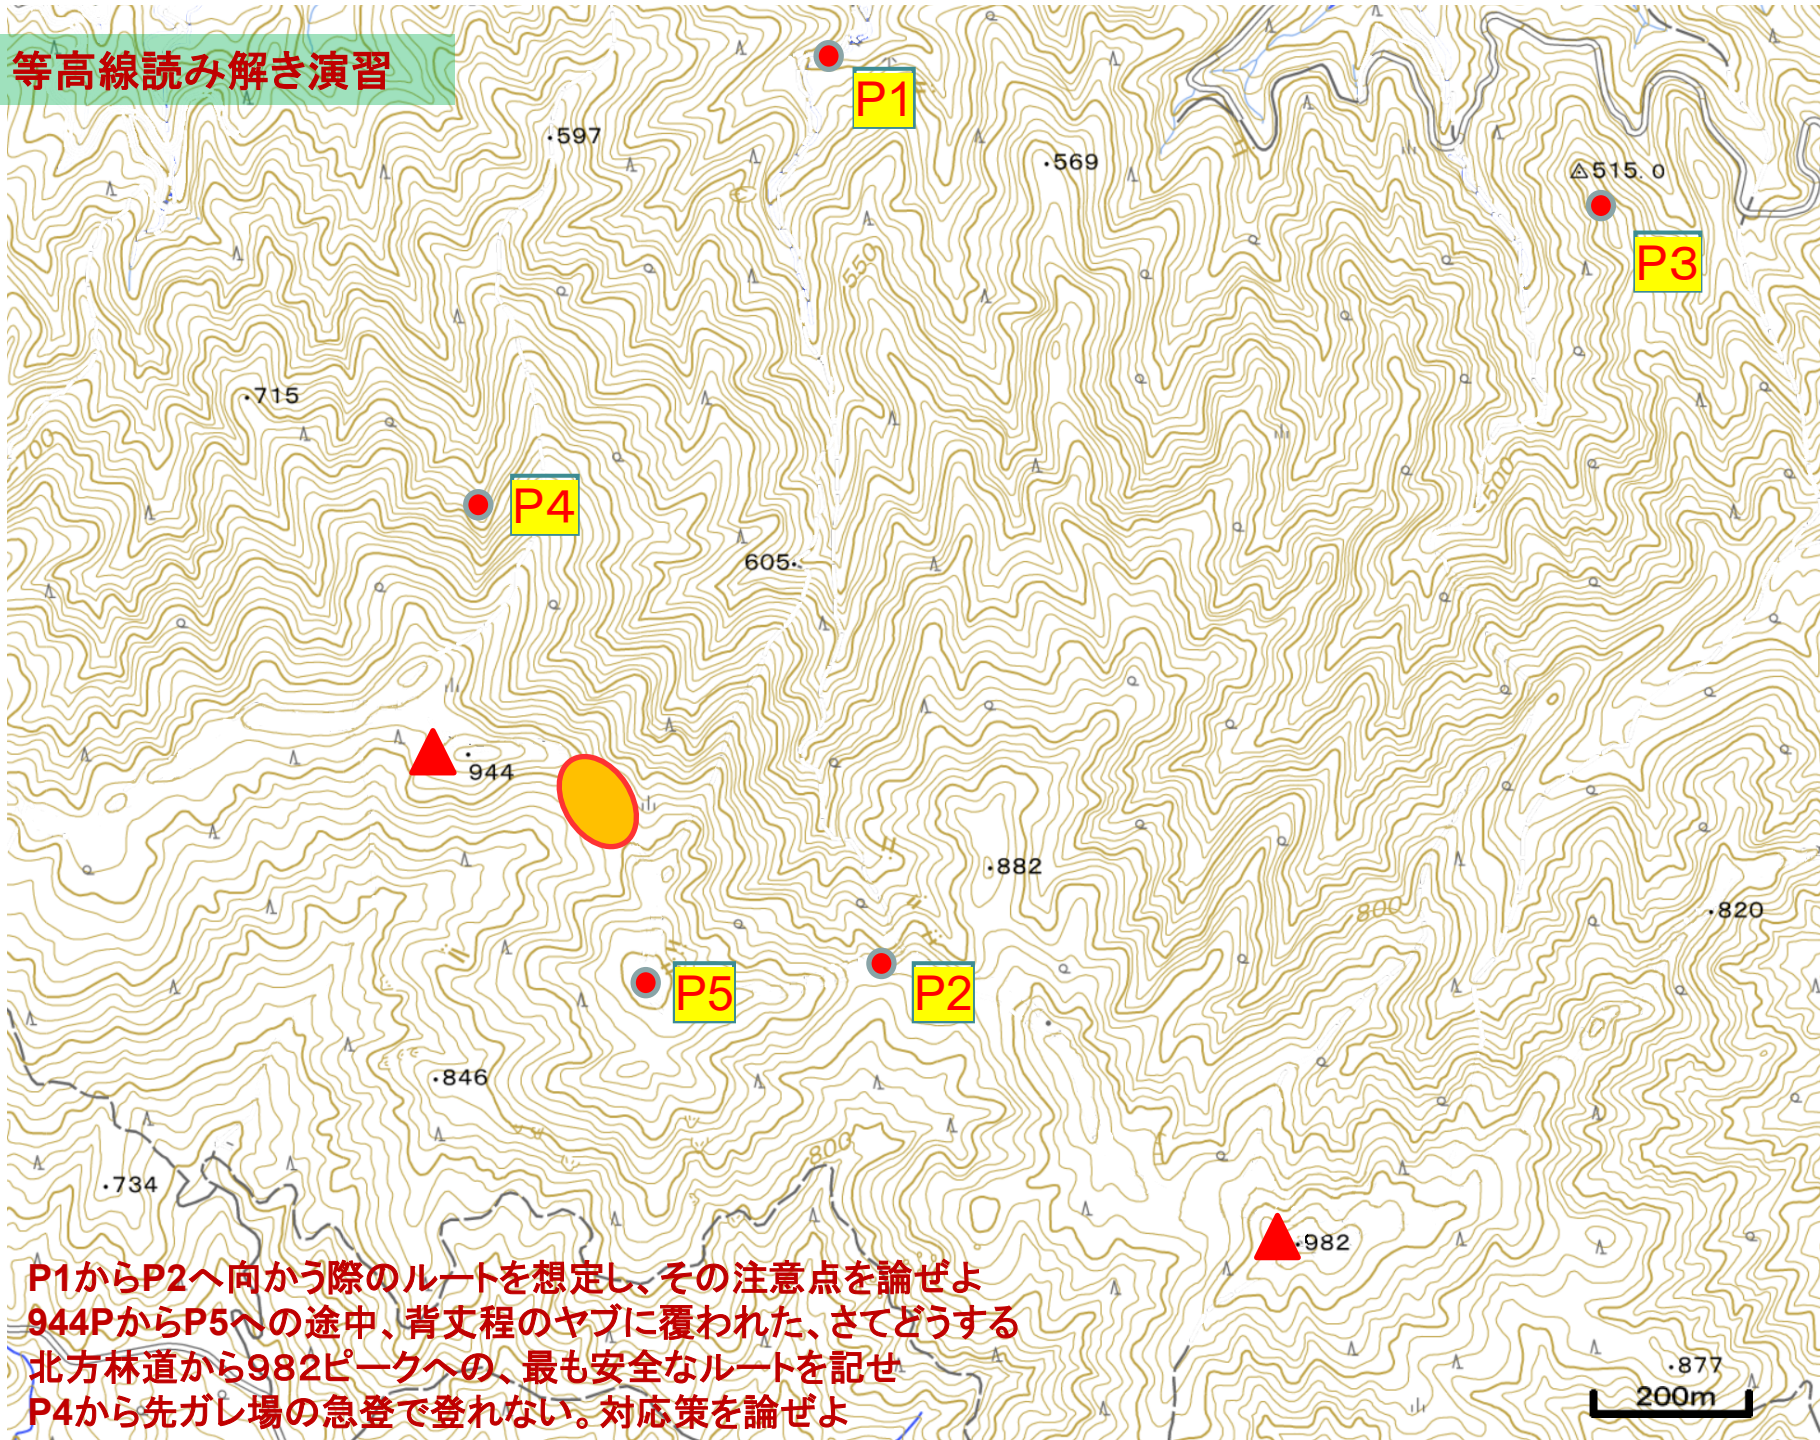 等高線読み解き演習
P1
597
569
515.0
P3
550
715
700
P4
500
605
944
882
800
820
P5
P2
846
800
734
982
P1からP2へ向かう際のルートを想定し、その注意点を論ぜよ
944PからP5への途中、背丈程のヤブに覆われた、さてどうする
北方林道から982ピークへの、最も安全なルートを記せ
P4から先ガレ場の急登で登れない。対応策を論ぜよ
877
200m